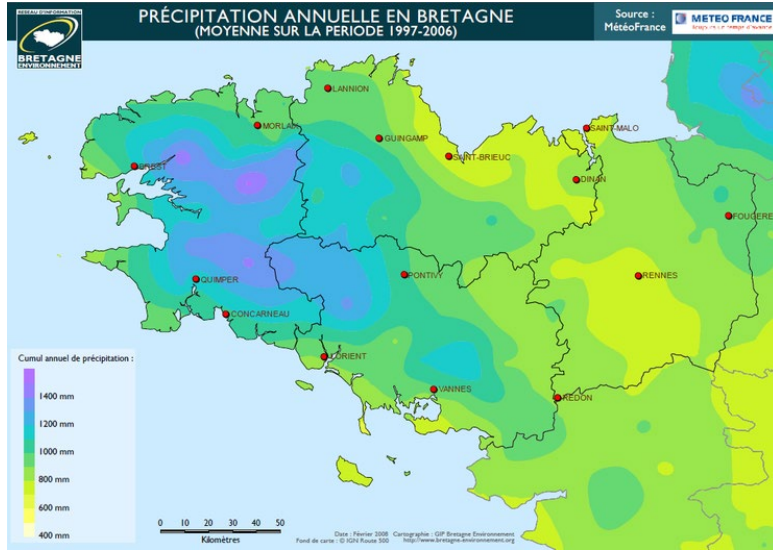 RESEAU D'INFORMATION
BRETAGNE
ENVIRONNEMENT
PRÉCIPITATION ANNUELLE EN BRETAGNE
(MOYENNE SUR LA PERIODE 1997-2006)
Source :
MétéoFrance
METEO FRANCE
LANNION
MORLAIX
GUINGAMP
SAINT-MALO
SAINT-BRIEUC
BREST
DINAN
FOUGERE
QUIMPER
PONTIVY
RENNES
CONCARNEAU
LORIENT
VANNES
REDON
Cumul annuel de précipitation :
1400 mm
1200 mm
1000 mm
800 mm
600 mm
400 mm
0 10 20 30 40 50
Kilomètres
Date : Février 2008 Cartographie : GIP Bretagne Environnement
Fond de carte : © IGN Route 500 http://www.bretagne-environnement.org